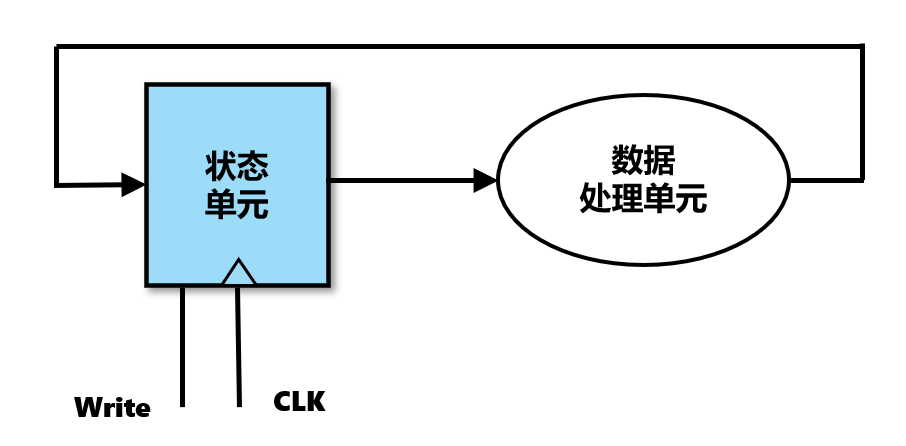 状态
单元
数据
处理单元
Write
CLK